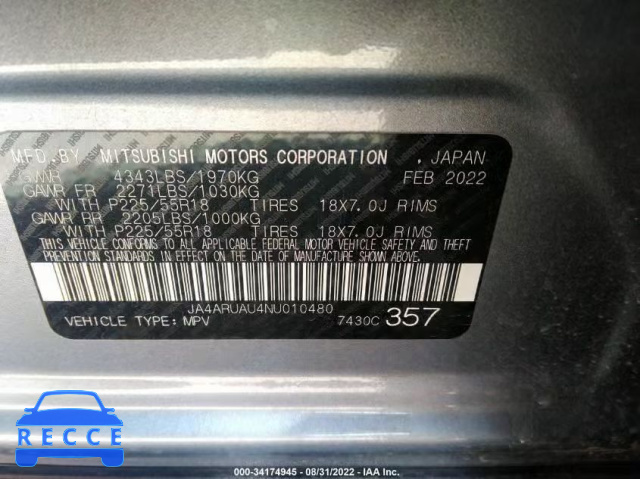 MFD. BY MITSUBISHI MOTORS CORPORATION . JAPAN
GVWR 4343LBS/1970KG FEB 2022
GAWR FR 2271LBS/1030KG
WITH P225/55R18 TIRES 18X7.0J RIMS
GAWR RR 2205LBS/1000KG
WITH P225/55R18 TIRES 18X7.0J RIMS
THIS VEHICLE CONFORMS TO ALL APPLICABLE FEDERAL MOTOR VEHICLE SAFETY AND THEFT
PREVENTION STANDARDS IN EFFECT ON THE DATE OF MANUFACTURE SHOWN ABOVE.
JA4ARUAU4NU010480
VEHICLE TYPE: MPV 7430C 357
RECCE
000-34174945 - 08/31/2022 - IAA Inc.